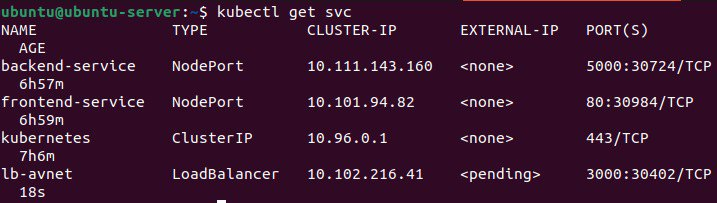 ubuntu@ubuntu-server:~$ kubectl get svc
NAME TYPE CLUSTER-IP EXTERNAL-IP PORT(S)
AGE
backend-service NodePort 10.111.143.160 <none> 5000:30724/TCP
6h57m
frontend-service NodePort 10.101.94.82 <none> 80:30984/TCP
6h59m
kubernetes ClusterIP 10.96.0.1 <none> 443/TCP
7h6m
lb-avnet LoadBalancer 10.102.216.41 <pending> 3000:30402/TCP
18s